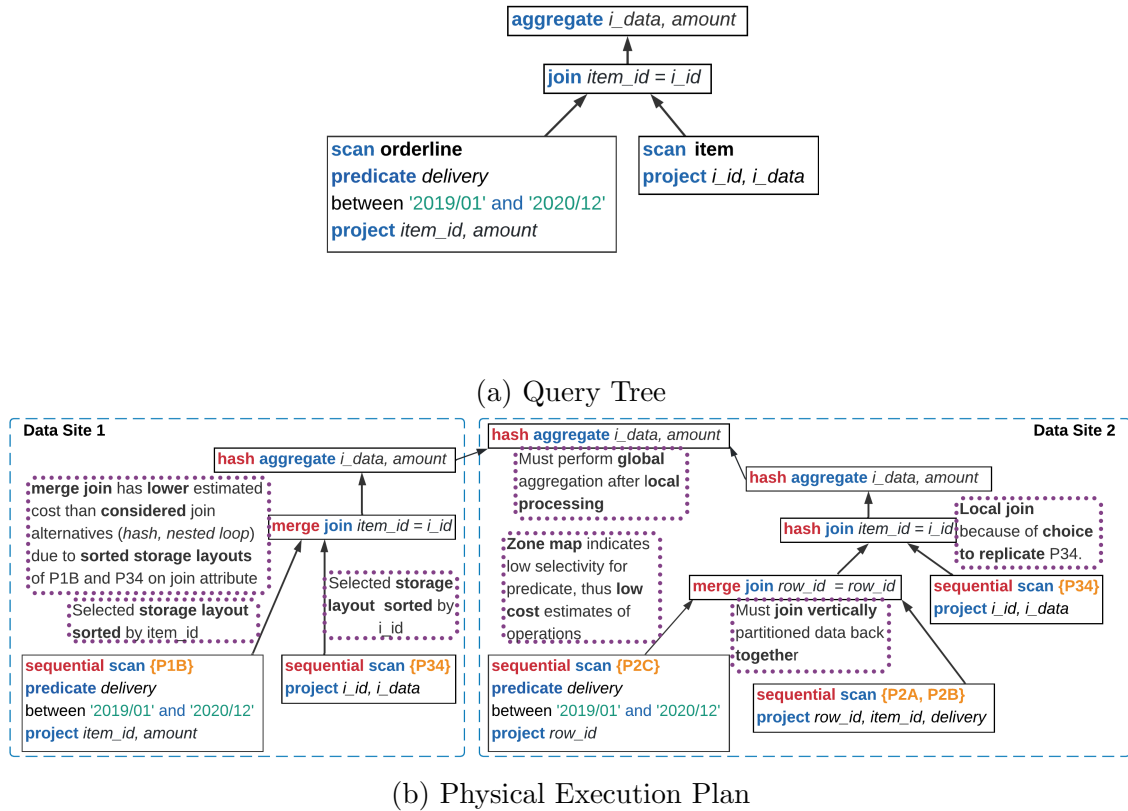 aggregate i_data, amount
join item_id = i_id
scan orderline
predicate delivery
between '2019/01' and '2020/12'
project item_id, amount
scan item
project i_id, i_data
(a) Query Tree
Data Site 1
hash aggregate i_data, amount
merge join has lower estimated
cost than considered join
alternatives (hash, nested loop)
due to sorted storage layouts
of P1B and P34 on join attribute
merge join item_id = i_id
Selected storage layout
sorted by item_id
Selected storage
layout sorted by
i_id
sequential scan {P1B}
predicate delivery
between '2019/01' and '2020/12'
project item_id, amount
sequential scan {P34}
project i_id, i_data
Data Site 2
hash aggregate i_data, amount
Must perform global
aggregation after local
processing
hash aggregate i_data, amount
hash join item_id = i_id
Local join
because of choice
to replicate P34.
Zone map indicates
low selectivity for
predicate, thus low
cost estimates of
operations
merge join row_id = row_id
Must join vertically
partitioned data back
together
sequential scan {P34}
project i_id, i_data
sequential scan {P2C}
predicate delivery
between '2019/01' and '2020/12'
project row_id
sequential scan {P2A, P2B}
project row_id, item_id, delivery
(b) Physical Execution Plan